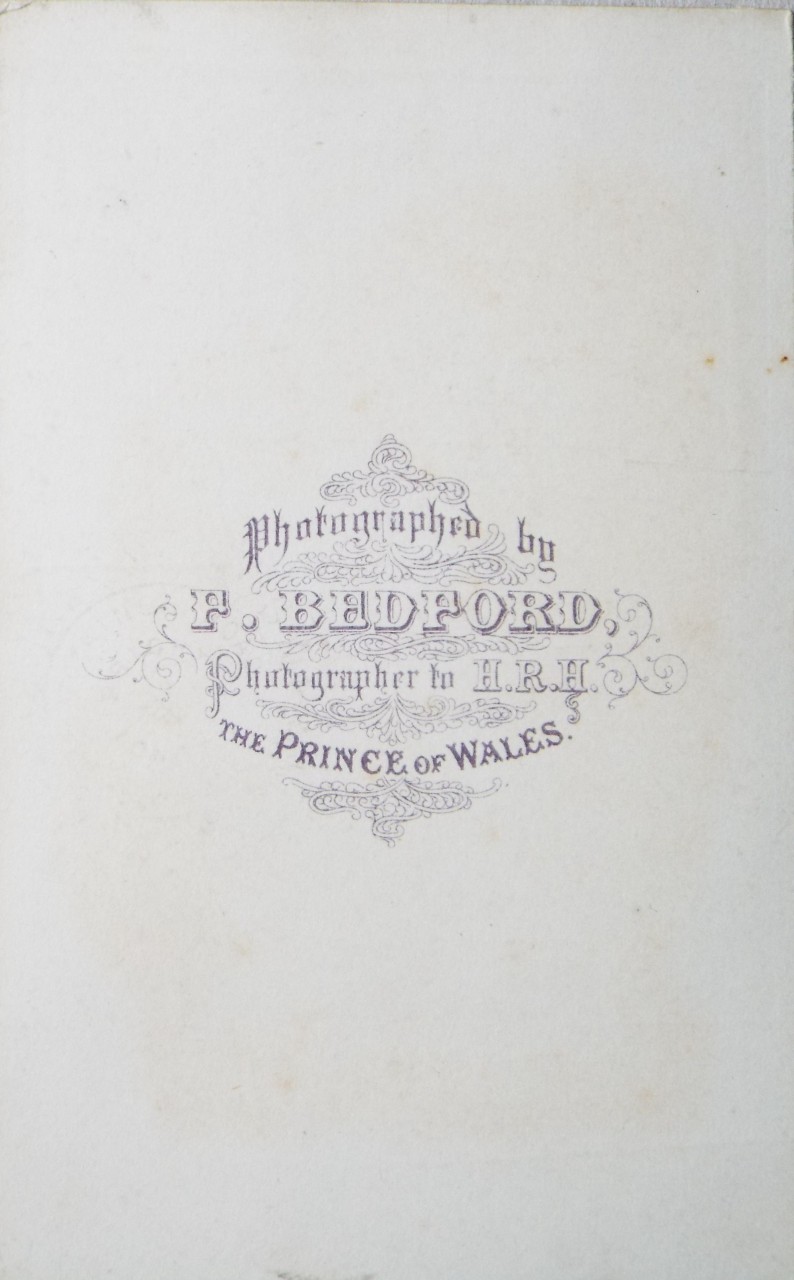 Photographed by
F. BEDFORD,
Photographer to H.R.H.
THE PRINCE OF WALES.